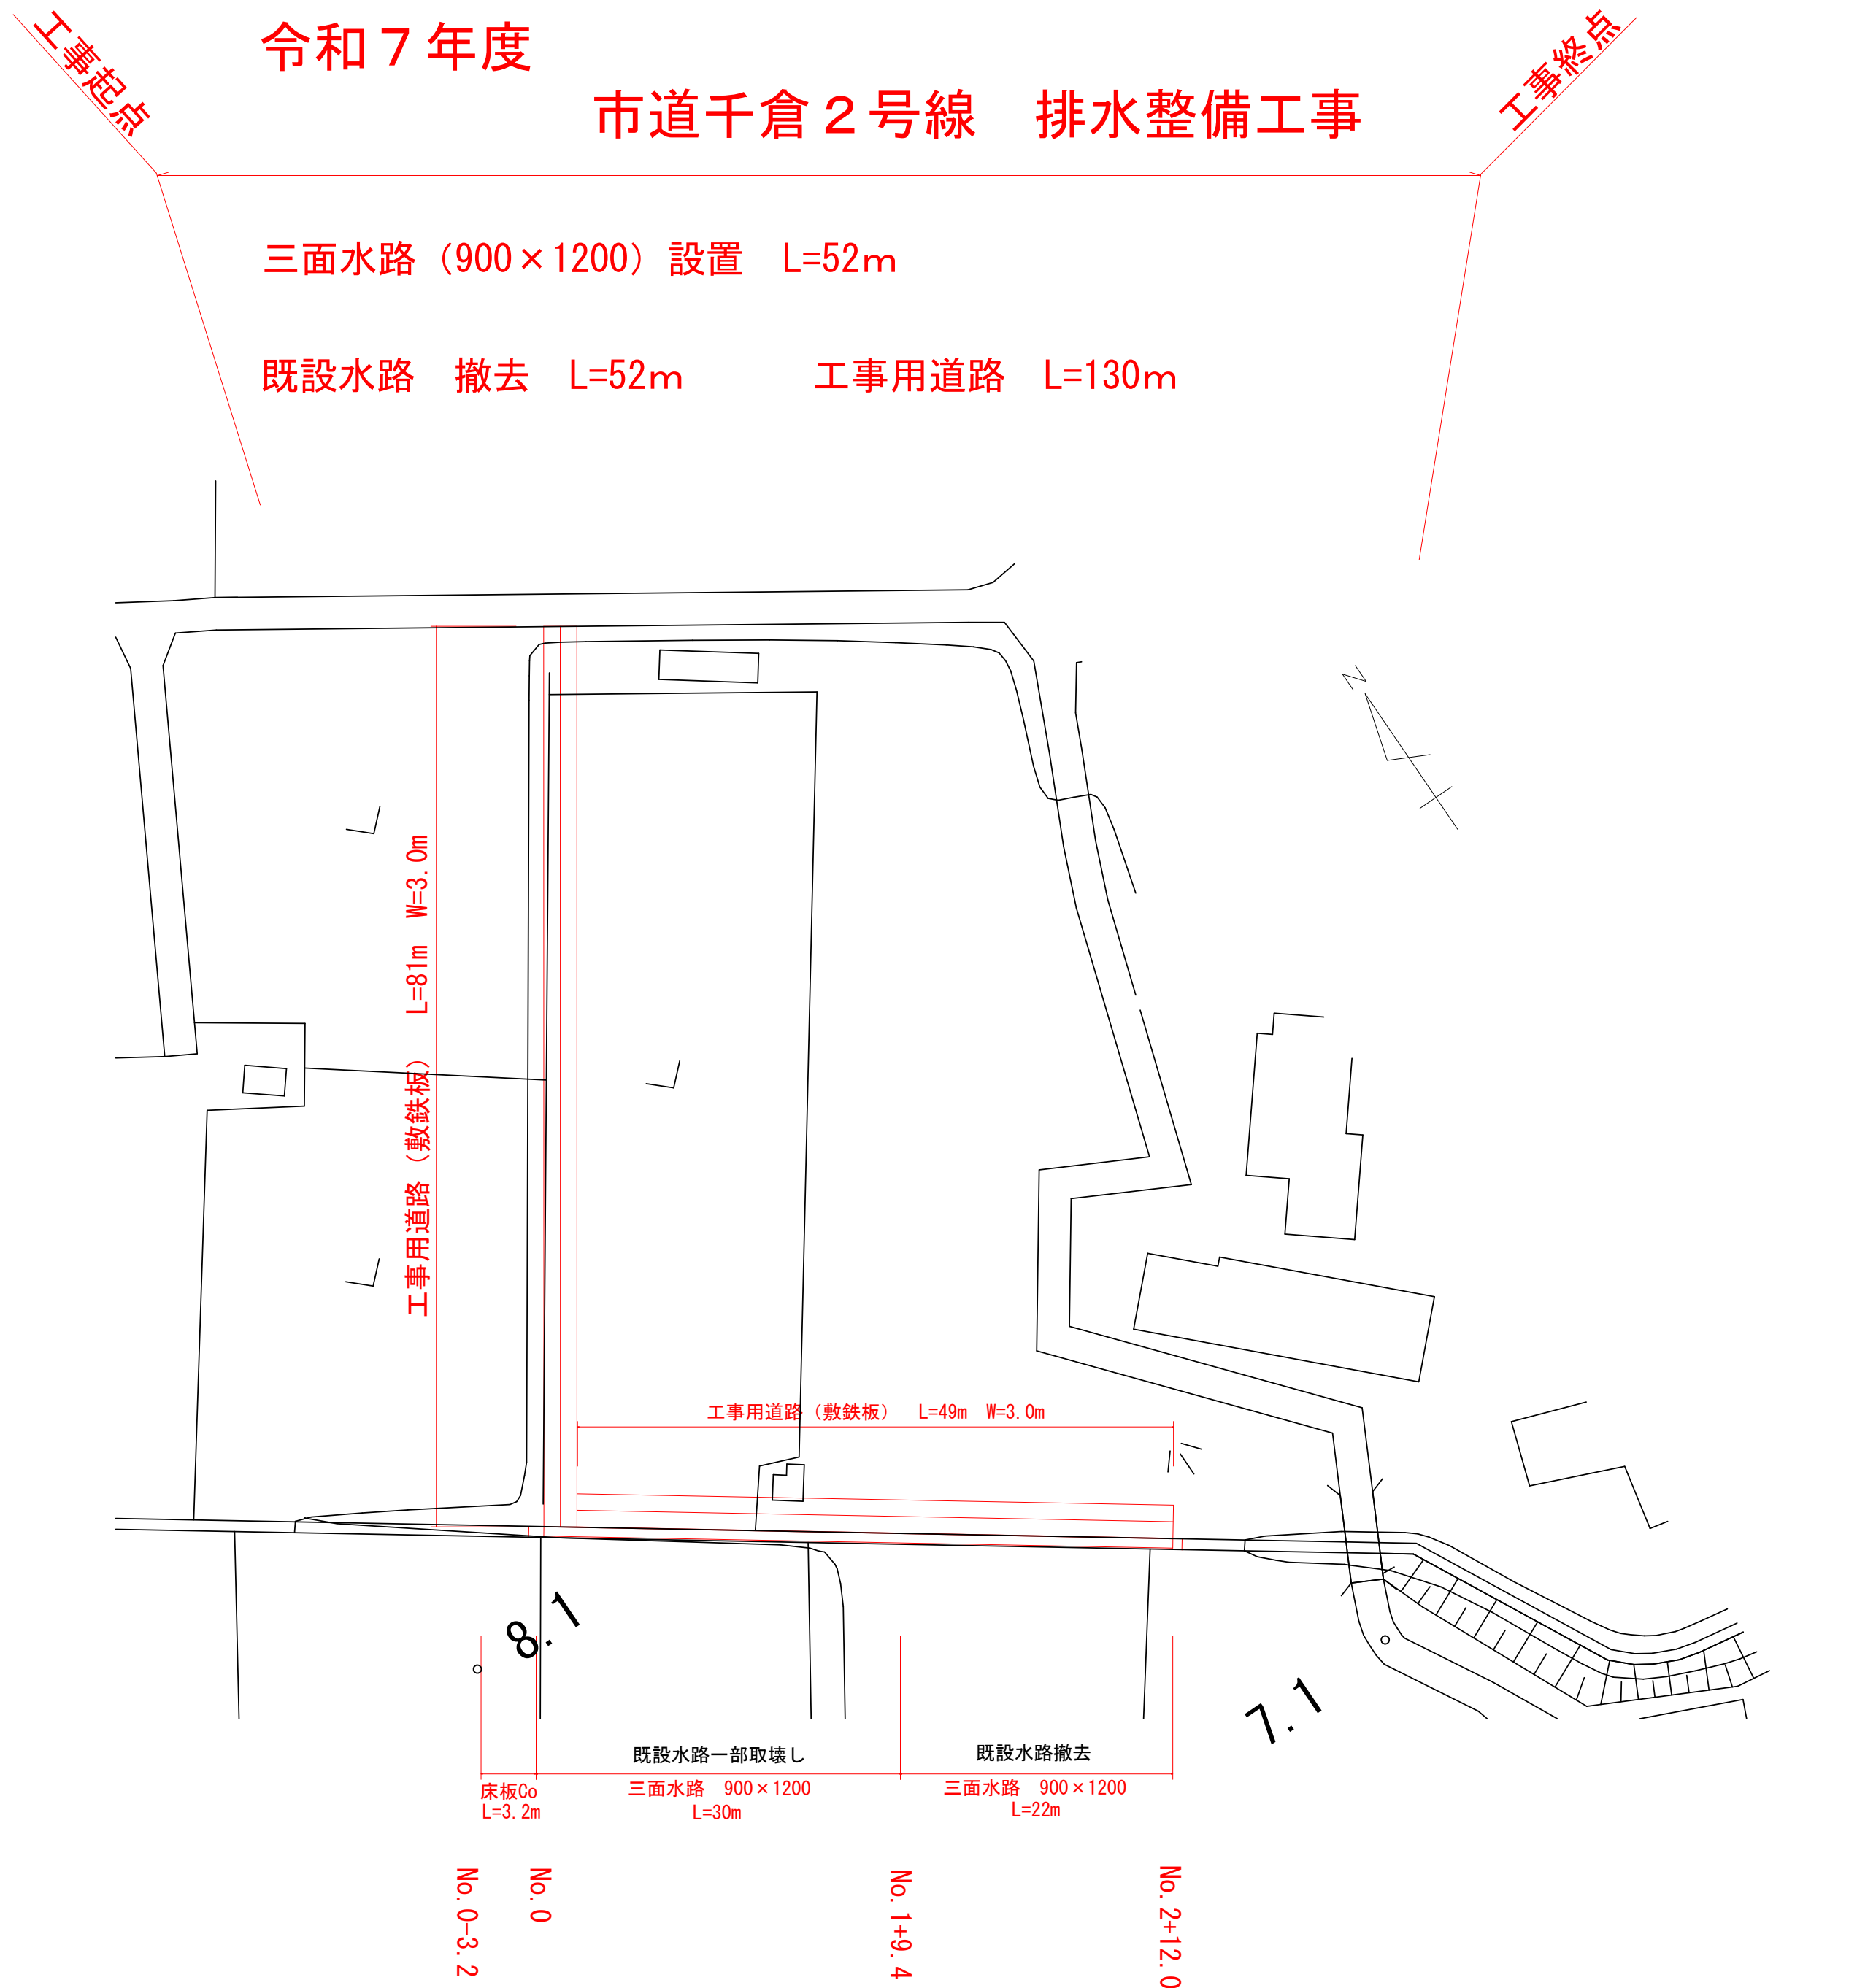 令和７年度
市道千倉２号線　排水整備工事
工事起点
工事終点
三面水路（900×1200）設置　L=52m
既設水路　撤去　L=52m　　　工事用道路　L=130m
N
工事用道路（敷鉄板）　L=81m　W=3.0m
工事用道路（敷鉄板）　L=49m　W=3.0m
8.1
7.1
既設水路一部取壊し
既設水路撤去
床板Co
L=3.2m
三面水路　900×1200
L=30m
三面水路　900×1200
L=22m
No.0-3.2
No.0
No.1+9.4
No.2+12.0